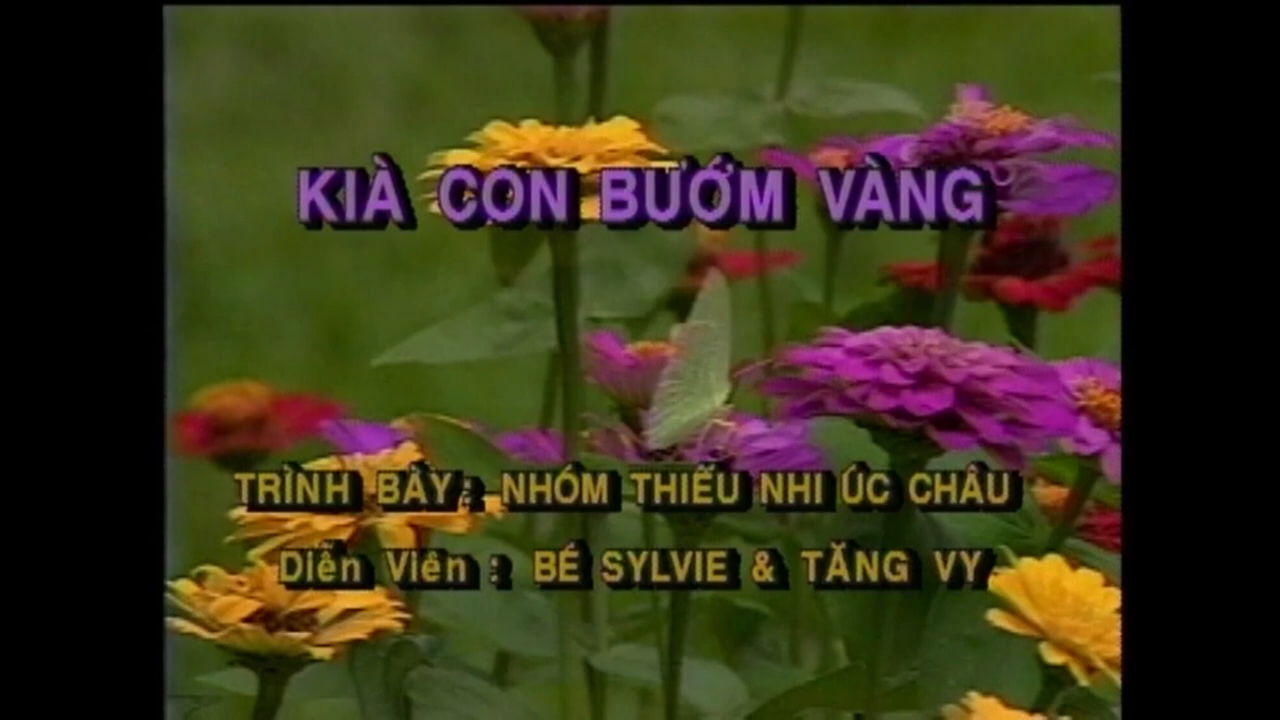 KIÀ CON BƯỚM VÀNG
TRÌNH BÀY : NHÓM THIẾU NHI ÚC CHÂU
Diễn Viên : BÉ SYLVIE & TĂNG VY